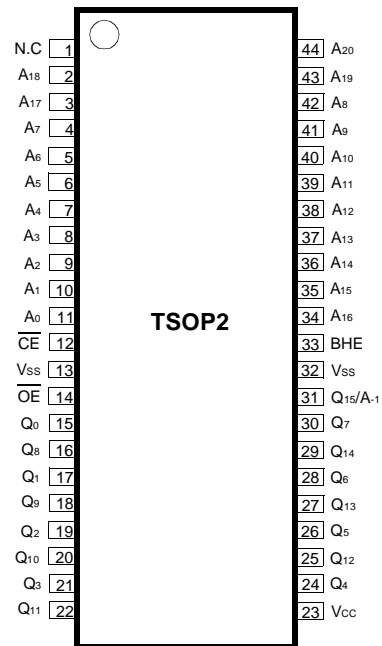 N.C 1 44 A20
A18 2 43 A19
A17 3 42 A8
A7 4 41 A9
A6 5 40 A10
A5 6 39 A11
A4 7 38 A12
A3 8 37 A13
A2 9 36 A14
A1 10 35 A15
A0 11 34 A16
TSOP2
C̅E̅ 12 33 BHE
VSS 13 32 VSS
O̅E̅ 14 31 Q15/A-1
Q0 15 30 Q7
Q8 16 29 Q14
Q1 17 28 Q6
Q9 18 27 Q13
Q2 19 26 Q5
Q10 20 25 Q12
Q3 21 24 Q4
Q11 22 23 VCC